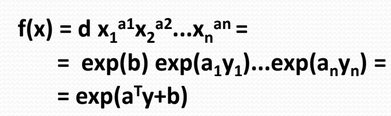 f(x) = d x₁ᵃ¹x₂ᵃ²...xₙᵃⁿ =
= exp(b) exp(a₁y₁)...exp(aₙyₙ) =
= exp(aᵀy+b)